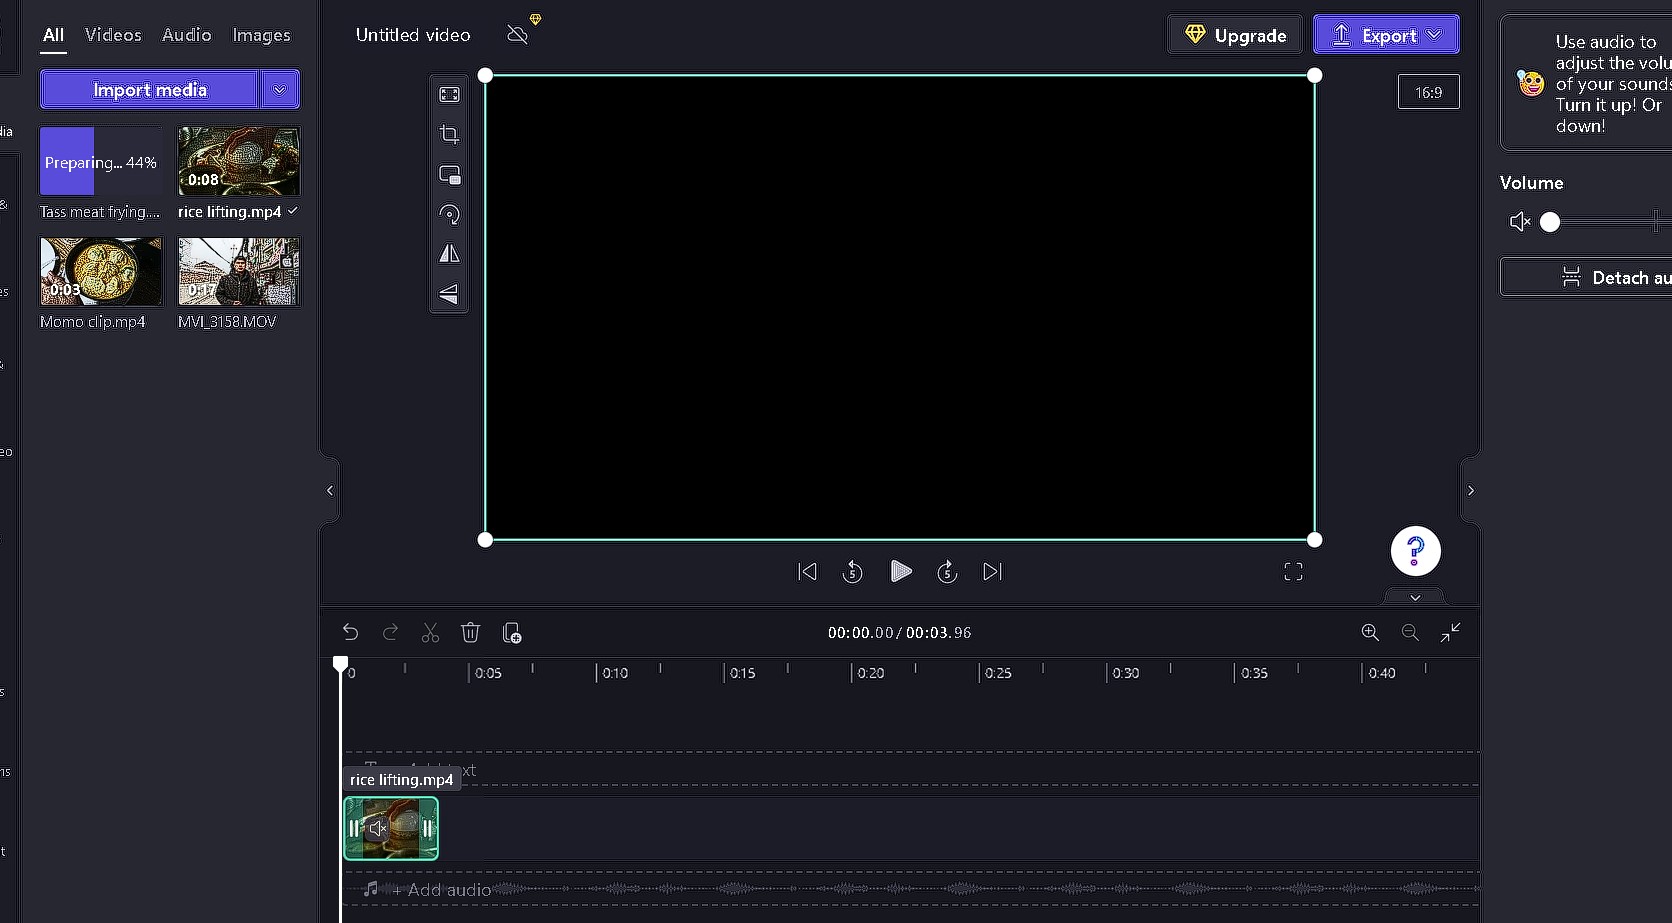 All Videos Audio Images
Import media
Preparing... 44%
0:08
Tass meat frying....
rice lifting.mp4
0:03
0:17
Momo clip.mp4
MVI_3158.MOV
Untitled video
Upgrade
Export
16:9
5
5
?
Use audio to
adjust the volu
of your sounds
Turn it up! Or
down!
Volume
Detach au
00:00.00 / 00:03.96
0 0:05 0:10 0:15 0:20 0:25 0:30 0:35 0:40
rice lifting.mp4
+ Add audio